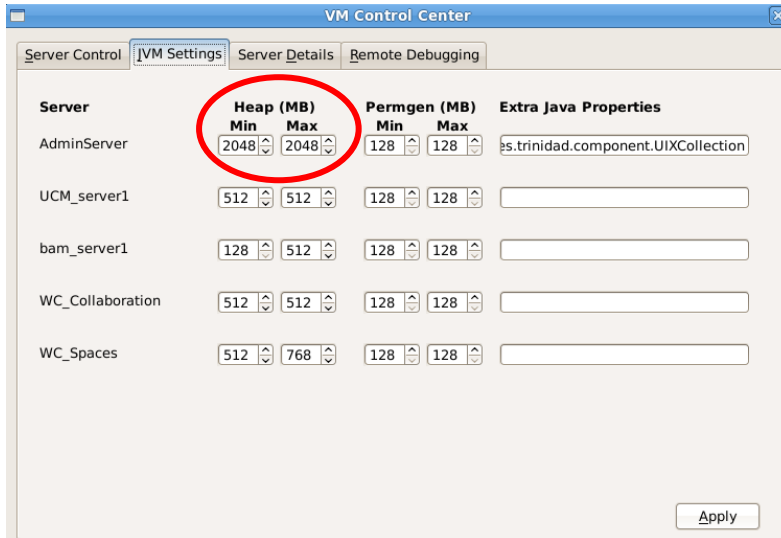 VM Control Center
Server Control JVM Settings Server Details Remote Debugging
Server Heap (MB) Permgen (MB) Extra Java Properties
Min Max Min Max
AdminServer 2048 2048 128 128 es.trinidad.component.UIXCollection
UCM_server1 512 512 128 128
bam_server1 128 512 128 128
WC_Collaboration 512 512 128 128
WC_Spaces 512 768 128 128
Apply